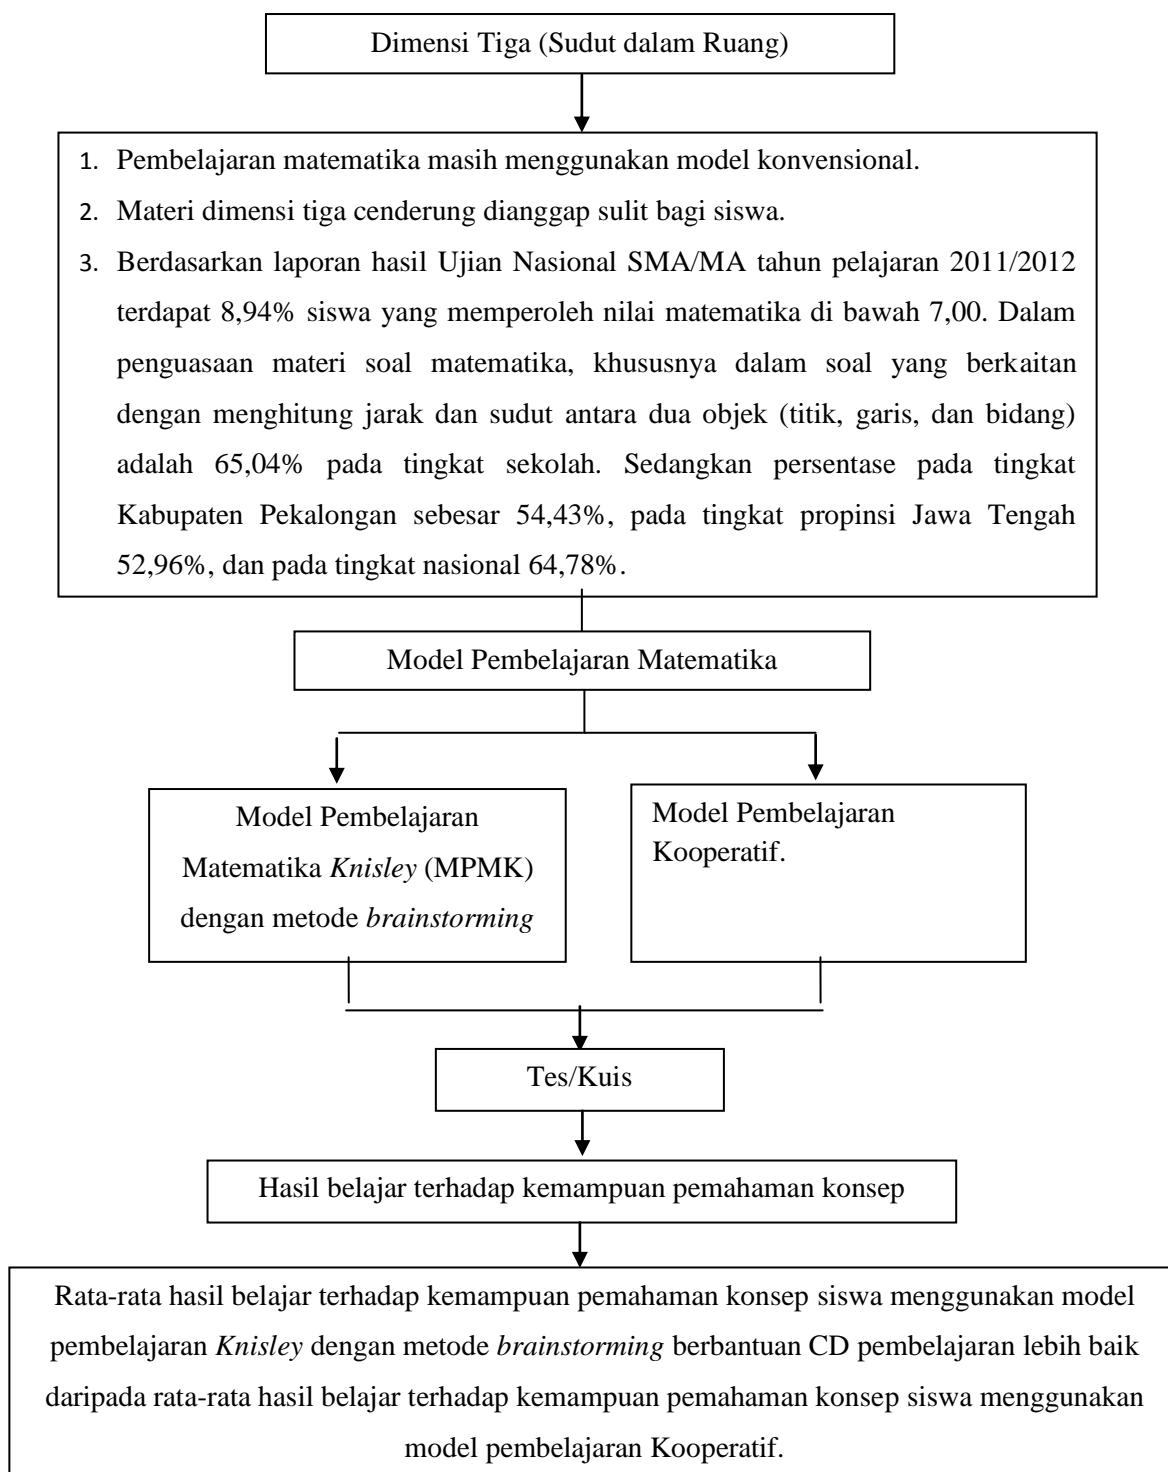 Dimensi Tiga (Sudut dalam Ruang)
1. Pembelajaran matematika masih menggunakan model konvensional.
2. Materi dimensi tiga cenderung dianggap sulit bagi siswa.
3. Berdasarkan laporan hasil Ujian Nasional SMA/MA tahun pelajaran 2011/2012
terdapat 8,94% siswa yang memperoleh nilai matematika di bawah 7,00. Dalam
penguasaan materi soal matematika, khususnya dalam soal yang berkaitan
dengan menghitung jarak dan sudut antara dua objek (titik, garis, dan bidang)
adalah 65,04% pada tingkat sekolah. Sedangkan persentase pada tingkat
Kabupaten Pekalongan sebesar 54,43%, pada tingkat propinsi Jawa Tengah
52,96%, dan pada tingkat nasional 64,78%.
Model Pembelajaran Matematika
Model Pembelajaran
Matematika Knisley (MPMK)
dengan metode brainstorming
Model Pembelajaran
Kooperatif.
Tes/Kuis
Hasil belajar terhadap kemampuan pemahaman konsep
Rata-rata hasil belajar terhadap kemampuan pemahaman konsep siswa menggunakan model
pembelajaran Knisley dengan metode brainstorming berbantuan CD pembelajaran lebih baik
daripada rata-rata hasil belajar terhadap kemampuan pemahaman konsep siswa menggunakan
model pembelajaran Kooperatif.